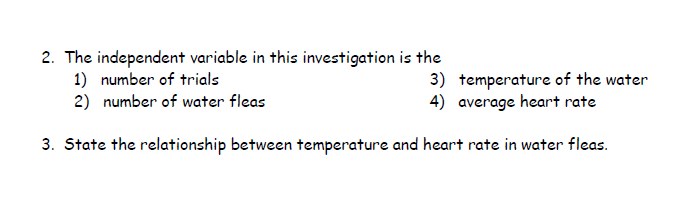 2. The independent variable in this investigation is the
1) number of trials 3) temperature of the water
2) number of water fleas 4) average heart rate
3. State the relationship between temperature and heart rate in water fleas.